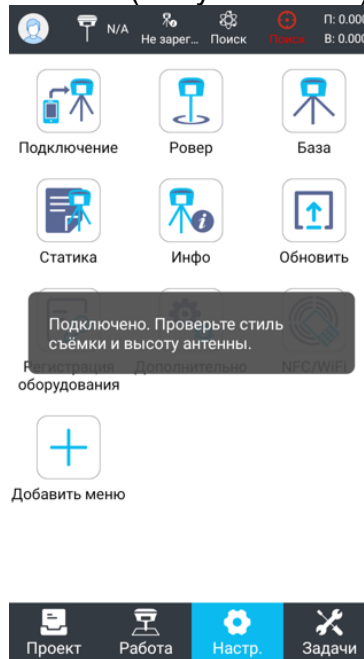 N/A
Не зарег...
Поиск
Поиск
П: 0.000
В: 0.000
Подключение
Ровер
База
Статика
Инфо
Обновить
Подключено. Проверьте стиль
съёмки и высоту антенны.
Регистрация
оборудования
Дополнительно
NFC/WiFi
Добавить меню
Проект
Работа
Настр.
Задачи